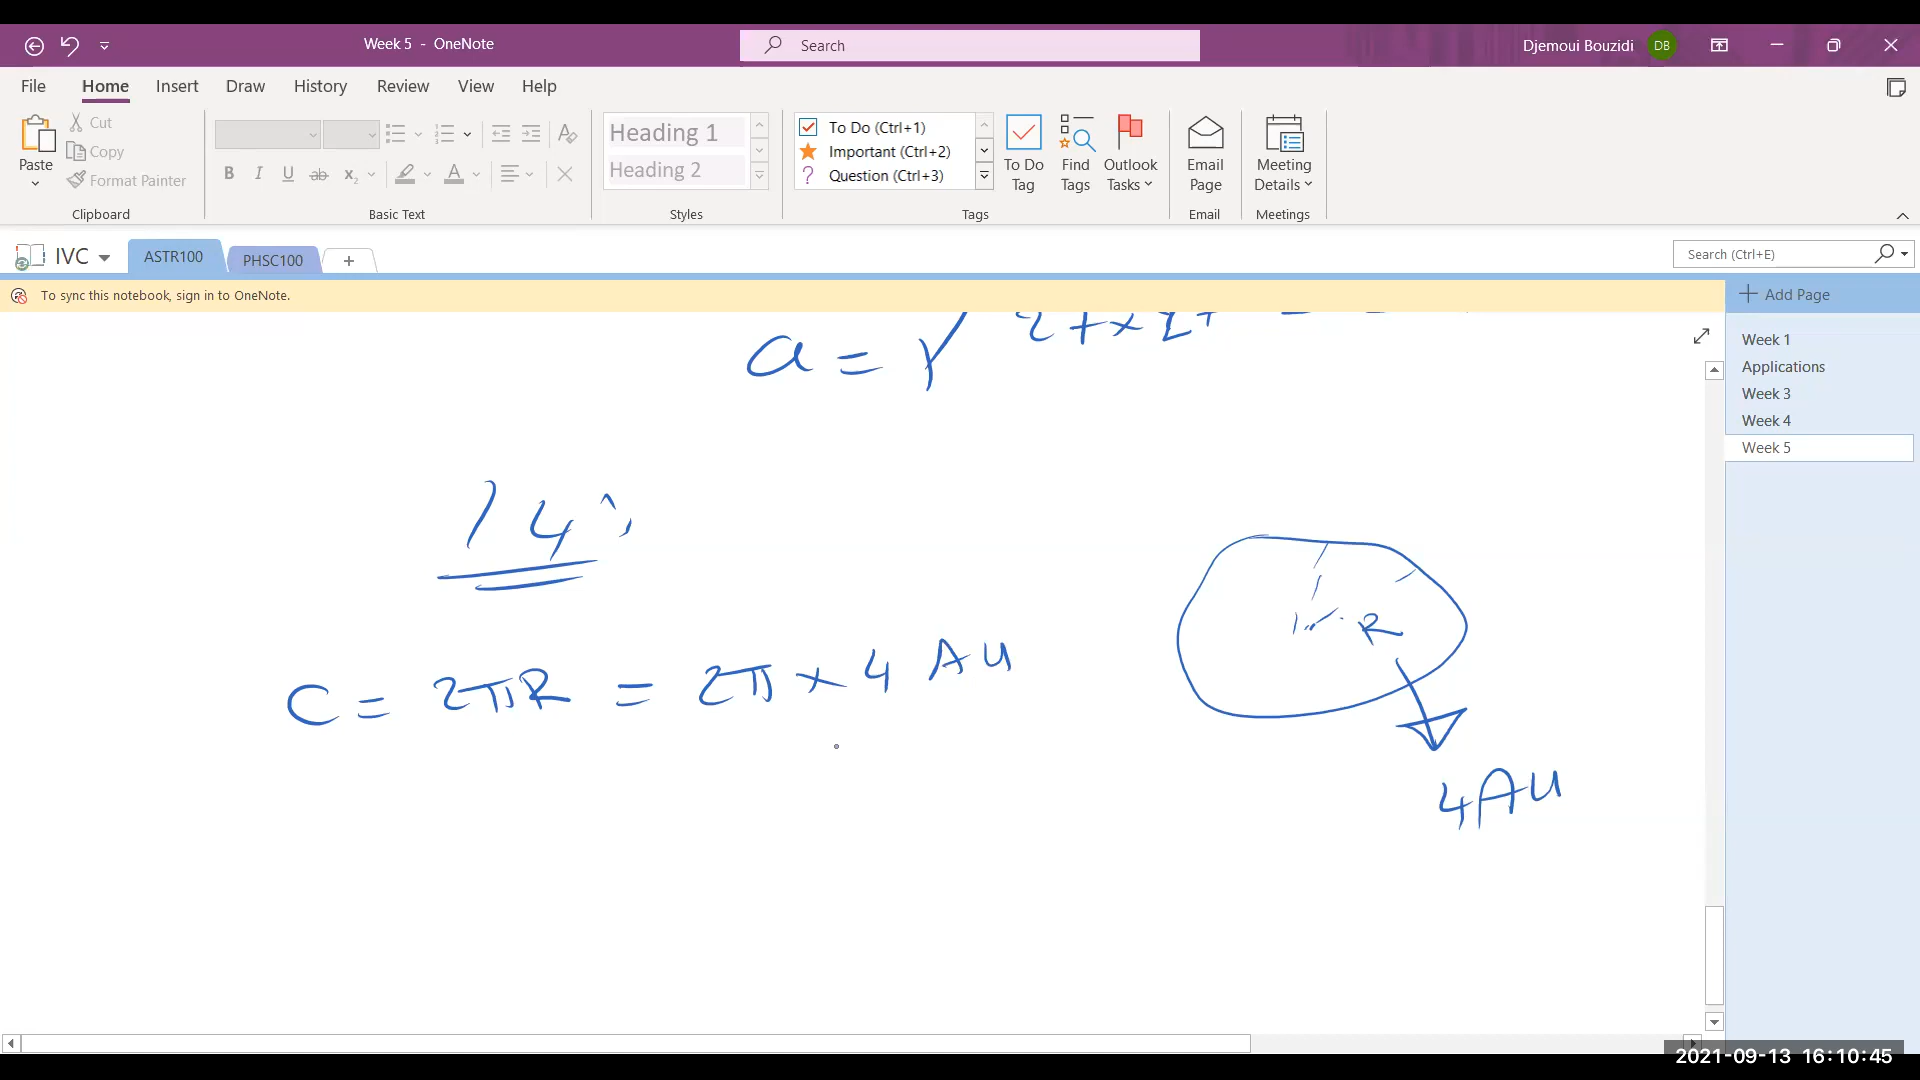 Week 5 - OneNote
Search
Djemoui Bouzidi DB
File Home Insert Draw History Review View Help
Paste
Cut
Copy
Format Painter
Clipboard
B I U ab x₂ A
Basic Text
Heading 1
Heading 2
Styles
To Do (Ctrl+1)
Important (Ctrl+2)
Question (Ctrl+3)
To Do Tag
Find Tags
Outlook Tasks
Tags
Email Page
Email
Meeting Details
Meetings
IVC
ASTR100
PHSC100
+
Search (Ctrl+E)
To sync this notebook, sign in to OneNote.
Add Page
Week 1
Applications
Week 3
Week 4
Week 5
a =
R
C = 2πR = 2π × 4 AU
4AU
2021-09-13 16:10:45